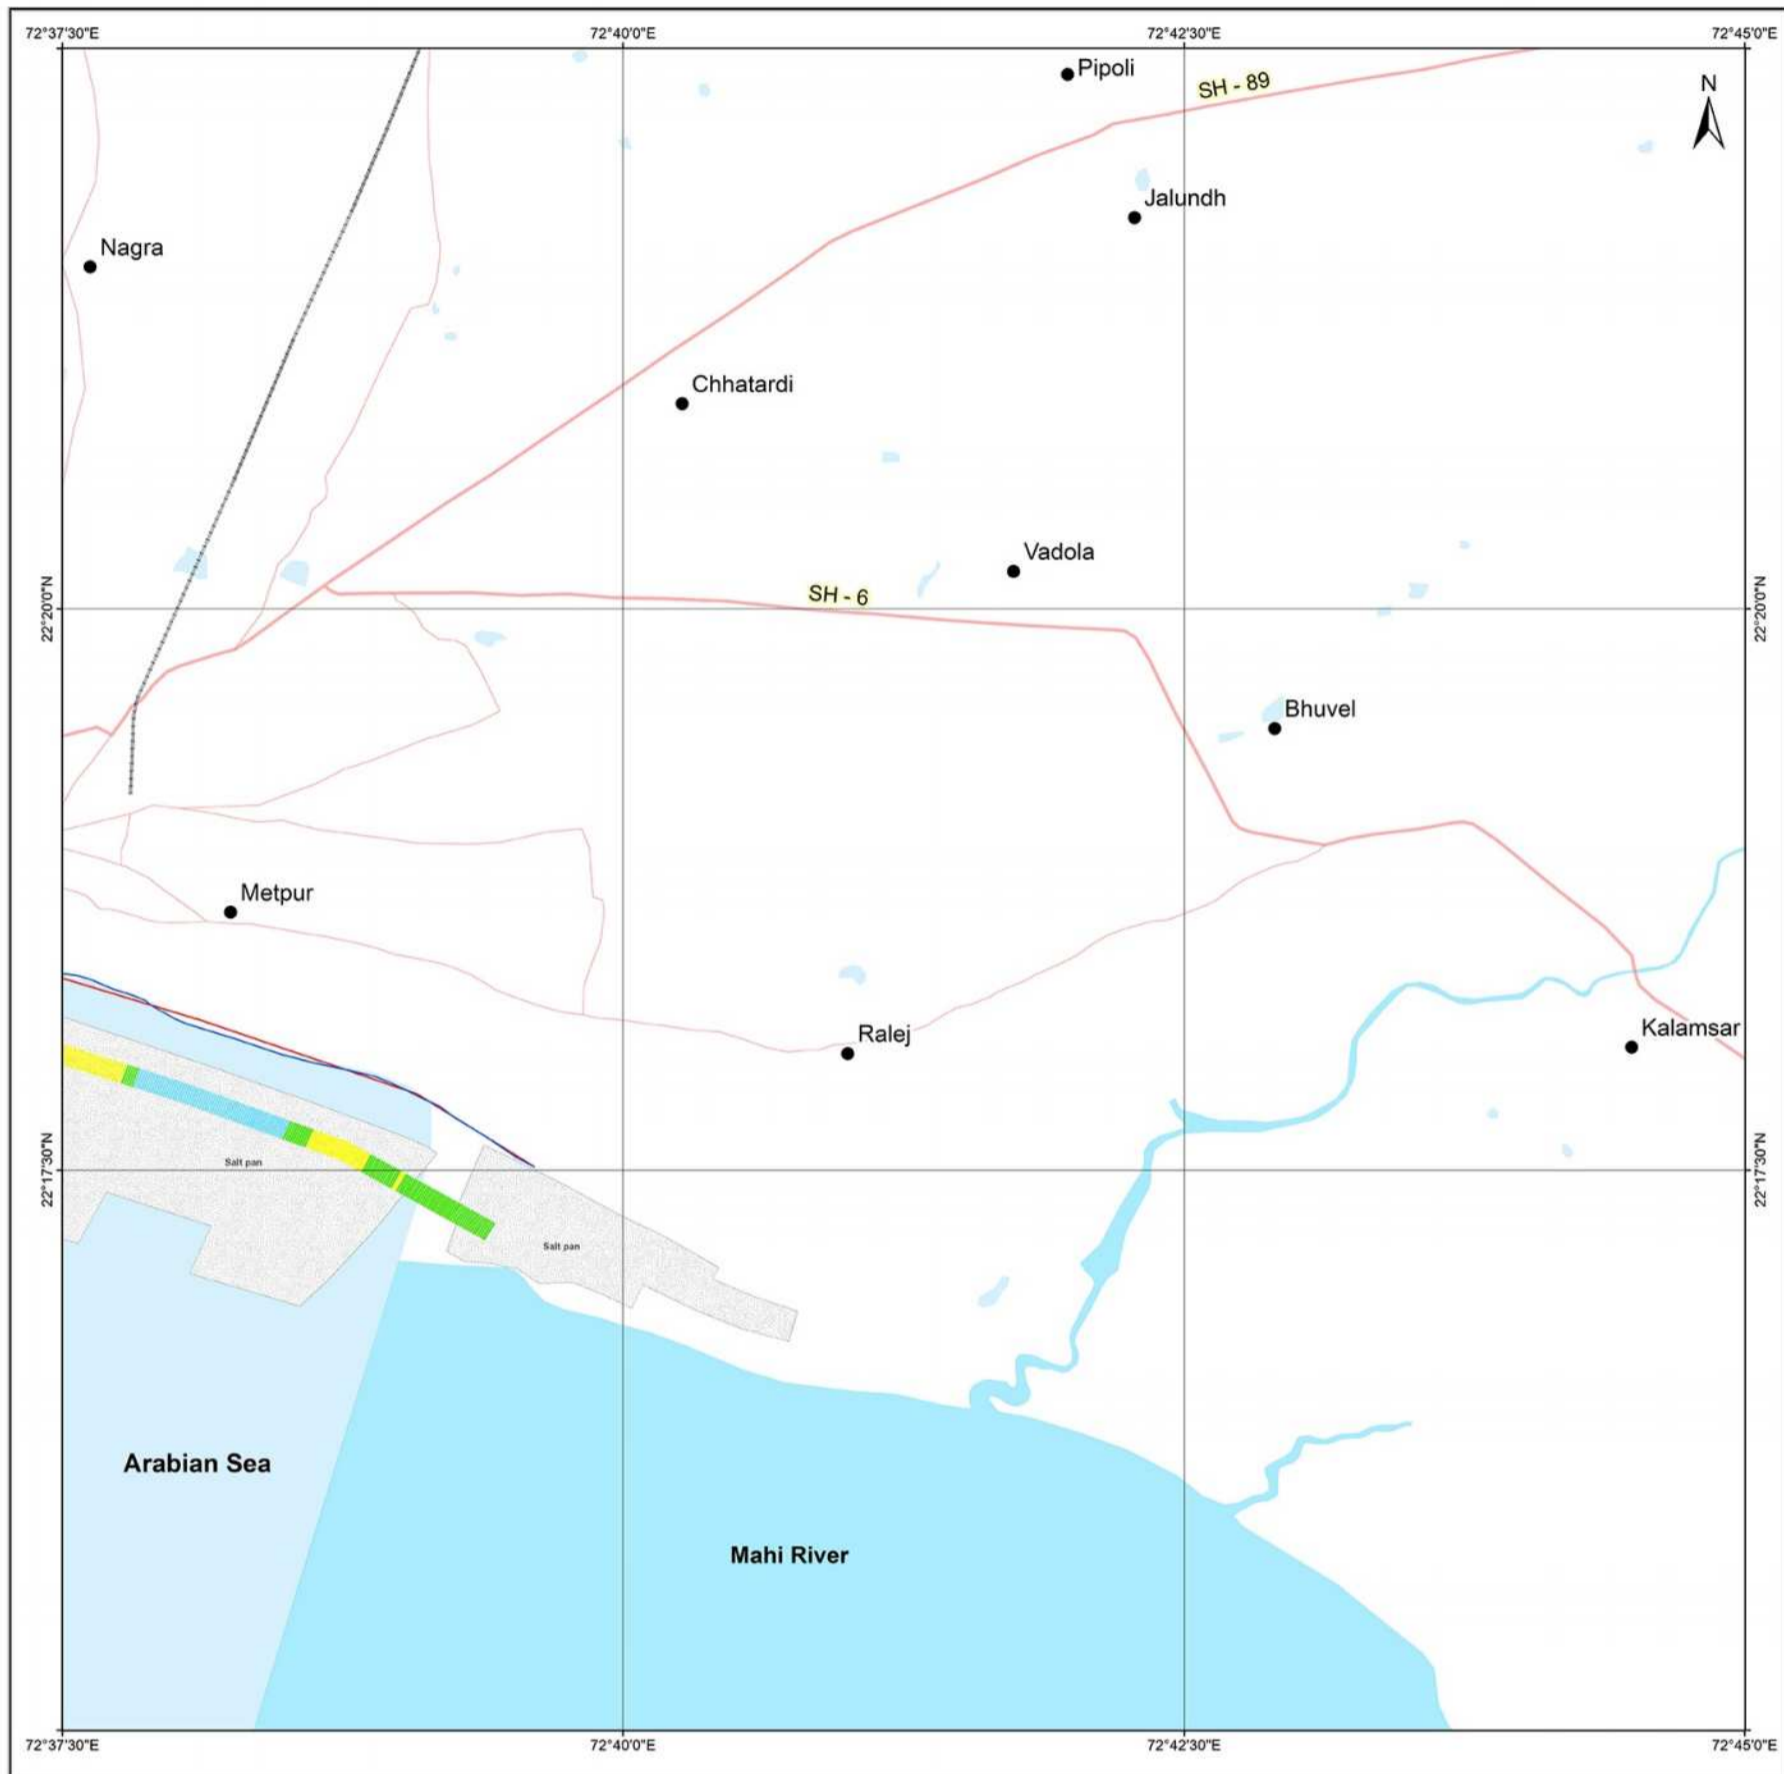 72°37'30"E
72°40'0"E
72°42'30"E
72°45'0"E
Pipoli
SH - 89
N
Jalundh
Nagra
Chhatardi
Vadola
SH - 6
22°20'0"N
22°20'0"N
Bhuvel
Metpur
Ralej
Kalamsar
22°17'30"N
22°17'30"N
Salt pan
Salt pan
Arabian Sea
Mahi River
72°37'30"E
72°40'0"E
72°42'30"E
72°45'0"E